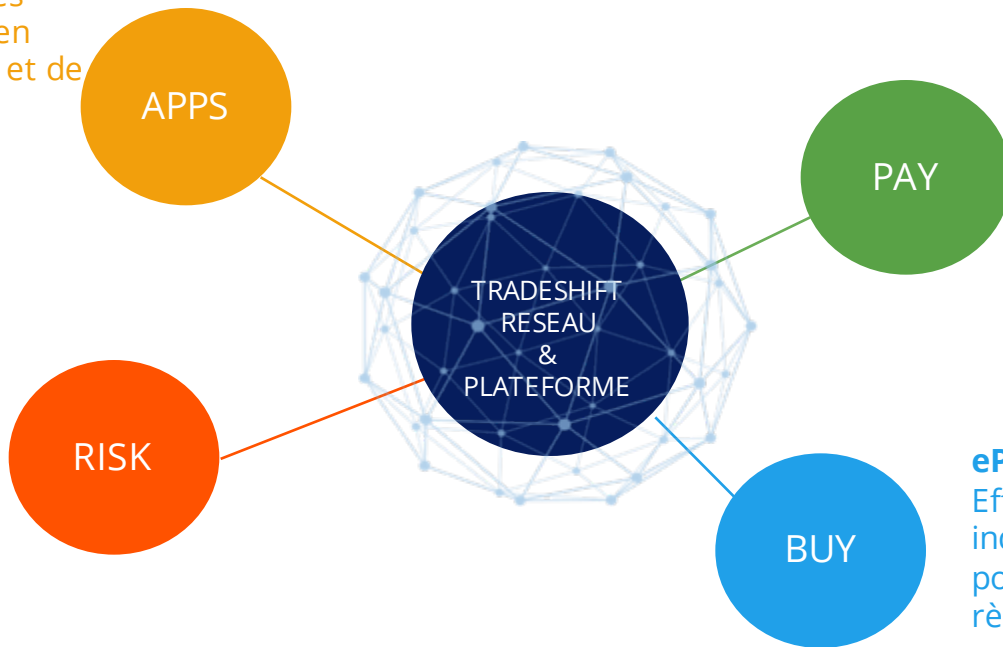 en
et de
APPS
PAY
TRADESHIFT
RESEAU
&
PLATEFORME
RISK
BUY